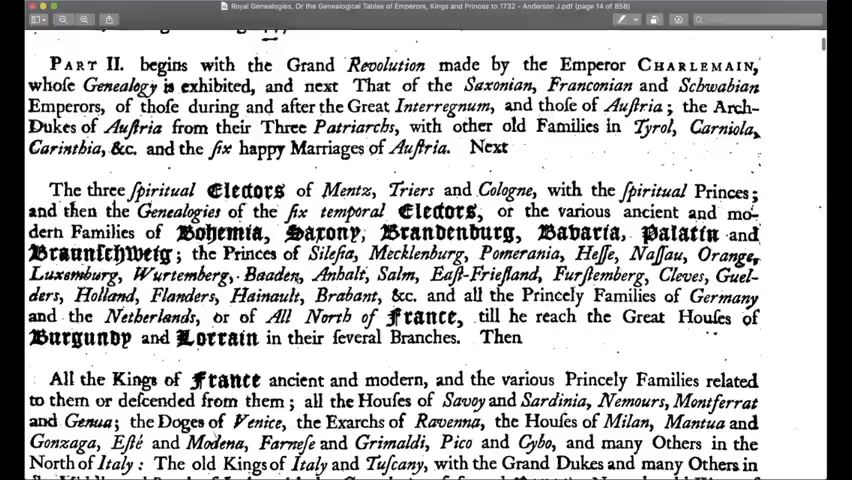 Royal Genealogies, Or the Genealogical Tables of Emperors, Kings and Princes to 1732 - Anderson J.pdf (page 14 of 858)
Search
PART II. begins with the Grand Revolution made by the Emperor CHARLEMAIN,
whoſe Genealogy is exhibited, and next That of the Saxonian, Franconian and Schwabian
Emperors, of thoſe during and after the Great Interregnum, and thoſe of Auſtria; the Arch-
Dukes of Auſtria from their Three Patriarchs, with other old Families in Tyrol, Carniola,
Carinthia, &c. and the ſix happy Marriages of Auſtria. Next
The three ſpiritual Electors of Mentz, Triers and Cologne, with the ſpiritual Princes;
and then the Genealogies of the ſix temporal Electors, or the various ancient and mo-
dern Families of Bohemia, Saxony, Brandenburg, Bavaria, Palatin and
Braunſchweig; the Princes of Sileſia, Mecklenburg, Pomerania, Heſſe, Naſſau, Orange,
Luxemburg, Wurtemberg, Baaden, Anhalt, Salm, Eaſt-Frieſland, Furſtemberg, Cleves, Guel-
ders, Holland, Flanders, Hainault, Brabant, &c. and all the Princely Families of Germany
and the Netherlands, or of All North of France, till he reach the Great Houſes of
Burgundy and Lorrain in their ſeveral Branches. Then
All the Kings of France ancient and modern, and the various Princely Families related
to them or deſcended from them; all the Houſes of Savoy and Sardinia, Nemours, Montferrat
and Genua; the Doges of Venice, the Exarchs of Ravenna, the Houſes of Milan, Mantua and
Gonzaga, Eſté and Modena, Farneſe and Grimaldi, Pico and Cybo, and many Others in the
North of Italy: The old Kings of Italy and Tuſcany, with the Grand Dukes and many Others in